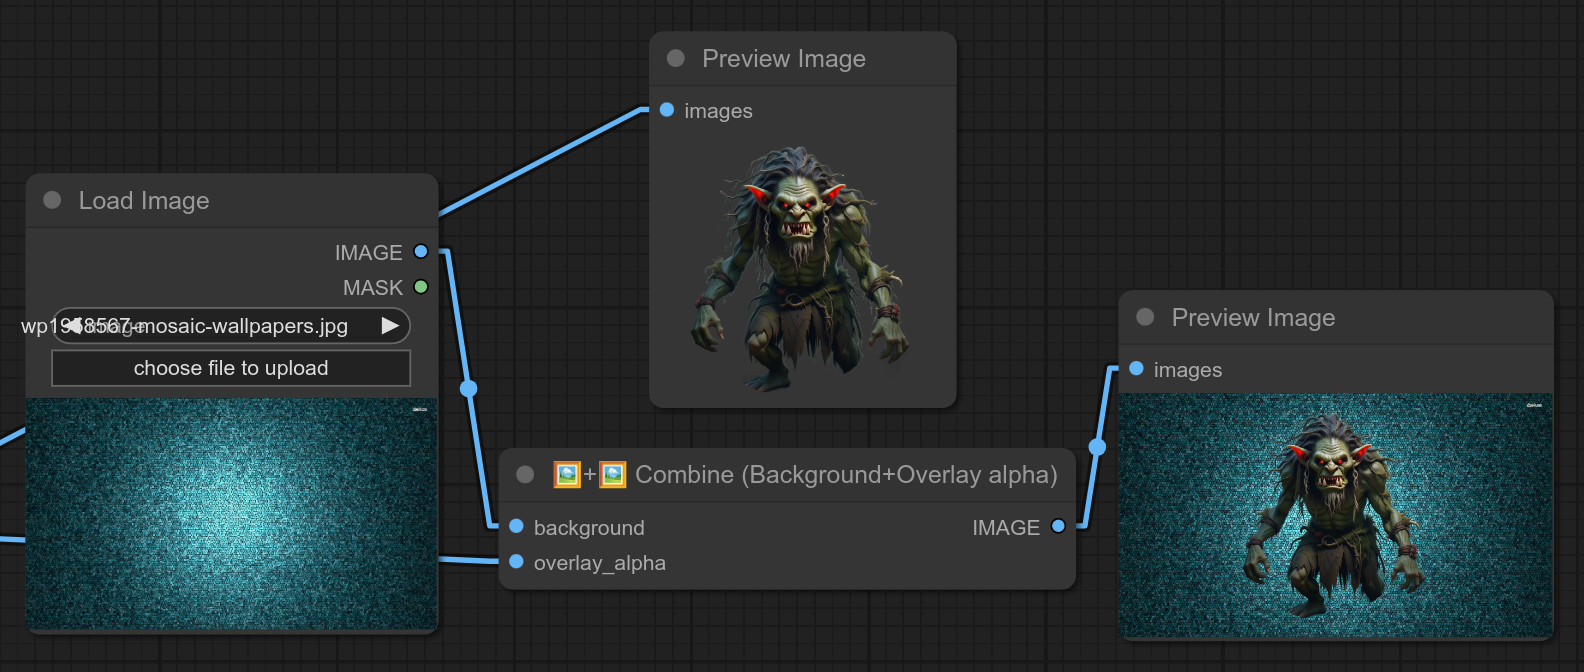 Preview Image
images
Load Image
IMAGE
MASK
wp1958567-mosaic-wallpapers.jpg
choose file to upload
Preview Image
images
+ Combine (Background+Overlay alpha)
background
IMAGE
overlay_alpha